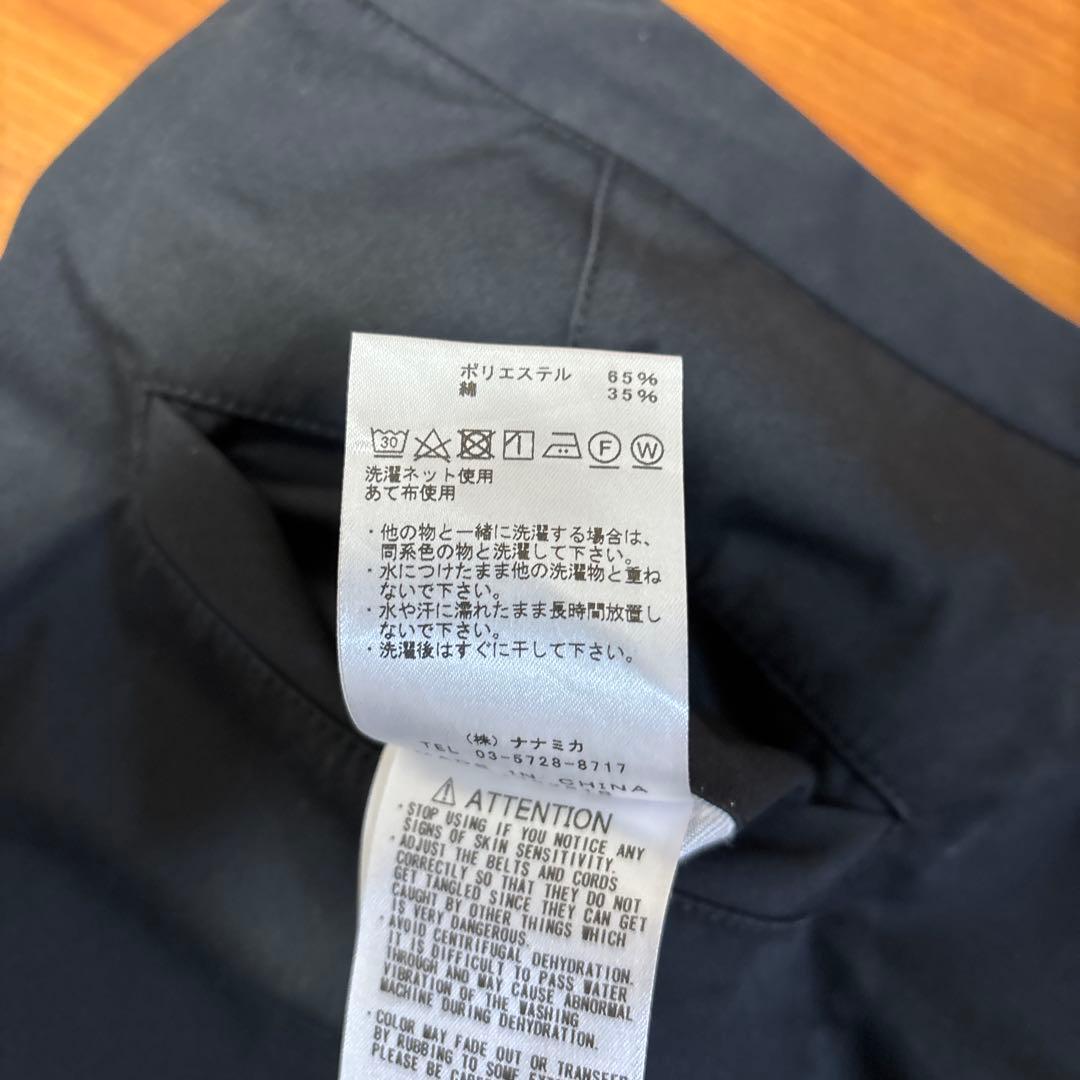 ポリエステル 65%
綿 35%
30 F W
洗濯ネット使用
あて布使用
・他の物と一緒に洗濯する場合は、
同系色の物と洗濯して下さい。
・水につけたまま他の洗濯物と重ね
ないで下さい。
・水や汗に濡れたまま長時間放置し
ないで下さい。
・洗濯後はすぐに干して下さい。
(株) ナナミカ
TEL 03-5728-8717
MADE IN CHINA
⚠ ATTENTION
・STOP USING IF YOU NOTICE ANY
SIGNS OF SKIN SENSITIVITY.
・ADJUST THE BELTS AND CORDS
CORRECTLY SO THAT THEY DO NOT
GET TANGLED SINCE THEY CAN GET
CAUGHT BY OTHER THINGS WHICH
IS VERY DANGEROUS.
・AVOID CENTRIFUGAL DEHYDRATION.
IT IS DIFFICULT TO PASS WATER
THROUGH AND MAY CAUSE ABNORMAL
VIBRATION OF THE WASHING
MACHINE DURING DEHYDRATION.
・COLOR MAY FADE OUT OR TRANSFER
BY RUBBING TO SOME
PLEASE BE